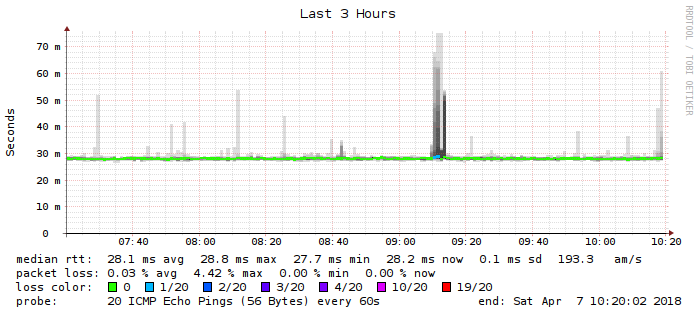 Last 3 Hours
RRDTOOL / TOBI OETIKER
Seconds
70 m
60 m
50 m
40 m
30 m
20 m
10 m
0
07:40 08:00 08:20 08:40 09:00 09:20 09:40 10:00 10:20
median rtt: 28.1 ms avg 28.8 ms max 27.7 ms min 28.2 ms now 0.1 ms sd 193.3 am/s
packet loss: 0.03 % avg 4.42 % max 0.00 % min 0.00 % now
loss color: 0 1/20 2/20 3/20 4/20 10/20 19/20
probe: 20 ICMP Echo Pings (56 Bytes) every 60s end: Sat Apr 7 10:20:02 2018